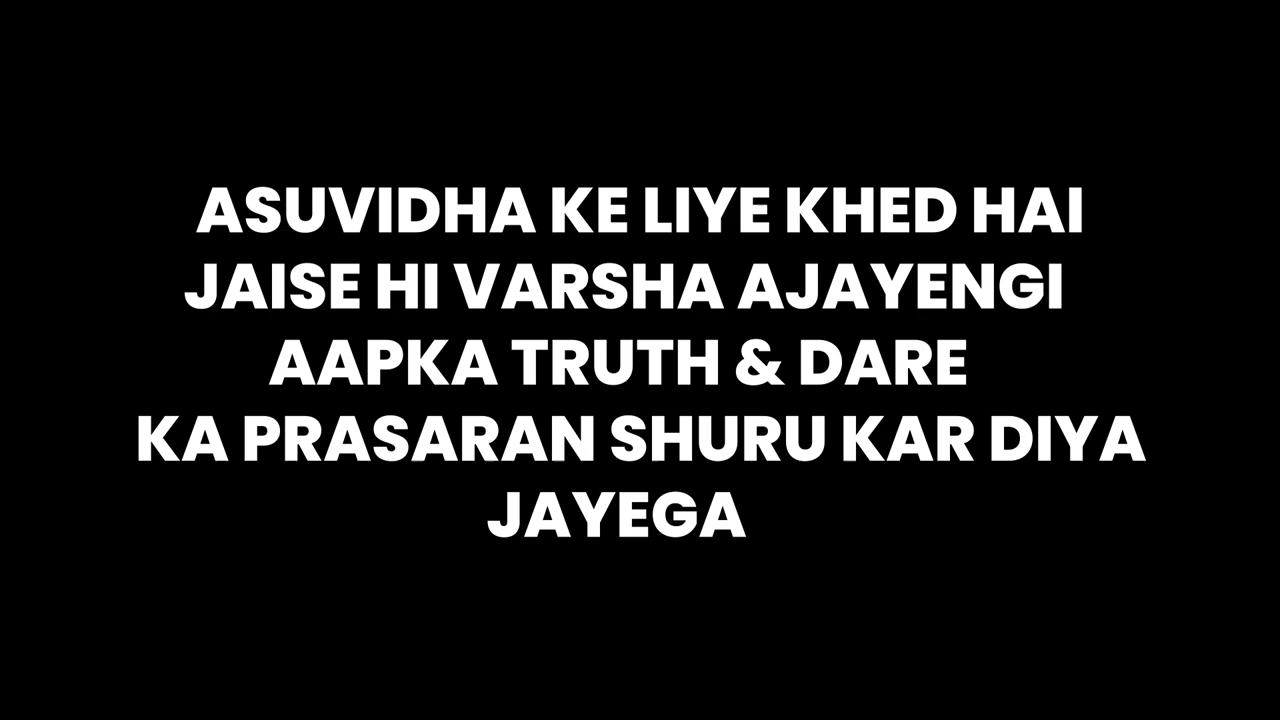 ASUVIDHA KE LIYE KHED HAI
JAISE HI VARSHA AJAYENGI
AAPKA TRUTH & DARE
KA PRASARAN SHURU KAR DIYA
JAYEGA